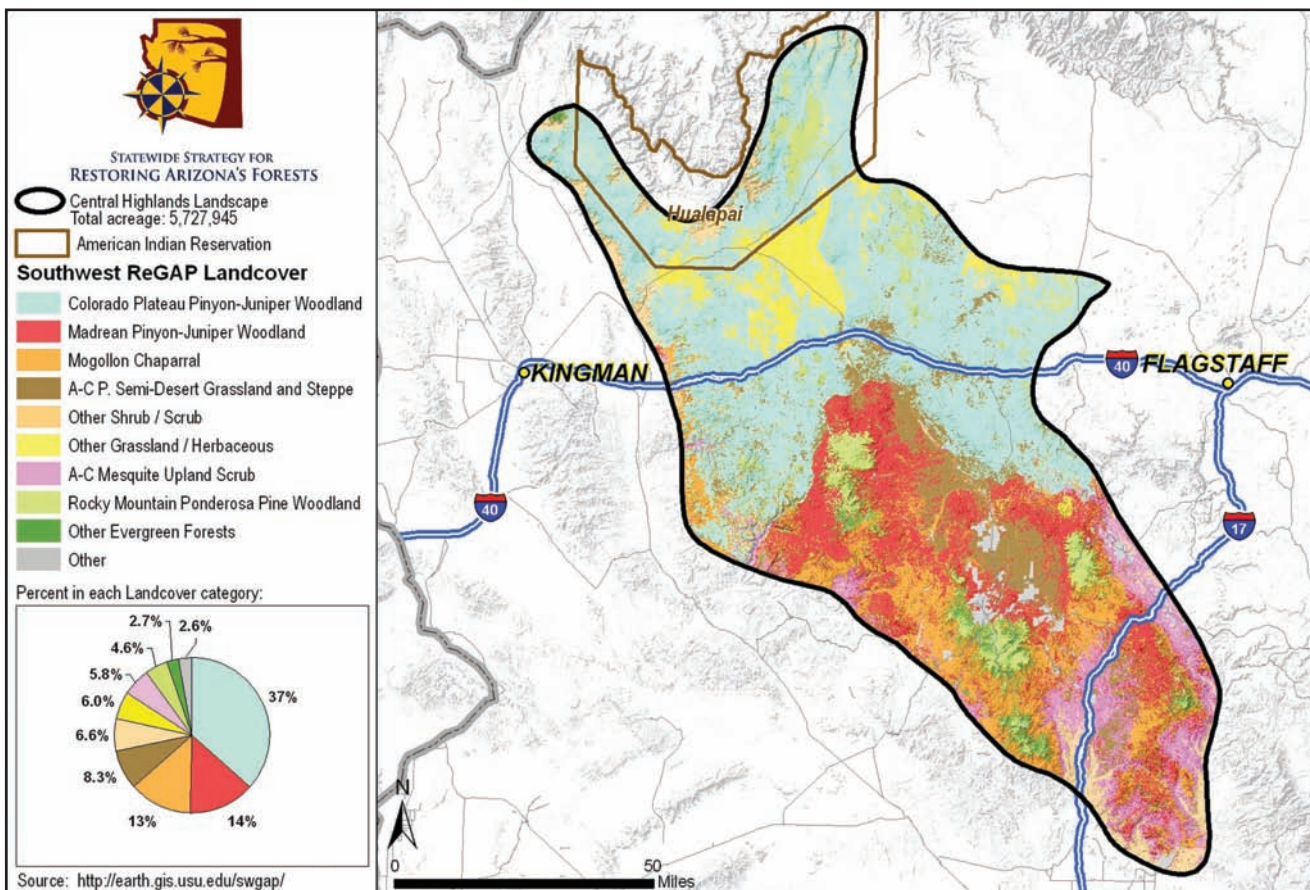 STATEWIDE STRATEGY FOR
RESTORING ARIZONA'S FORESTS
Central Highlands Landscape
Total acreage: 5,727,945
American Indian Reservation
Southwest ReGAP Landcover
Colorado Plateau Pinyon-Juniper Woodland
Madrean Pinyon-Juniper Woodland
Mogollon Chaparral
A-C P. Semi-Desert Grassland and Steppe
Other Shrub / Scrub
Other Grassland / Herbaceous
A-C Mesquite Upland Scrub
Rocky Mountain Ponderosa Pine Woodland
Other Evergreen Forests
Other
Percent in each Landcover category:
2.7%
2.6%
4.6%
5.8%
6.0%
6.6%
8.3%
13%
14%
37%
Source: http://earth.gis.usu.edu/swgap/
Hualapai
KINGMAN
40
FLAGSTAFF
40
17
N
0
50
Miles